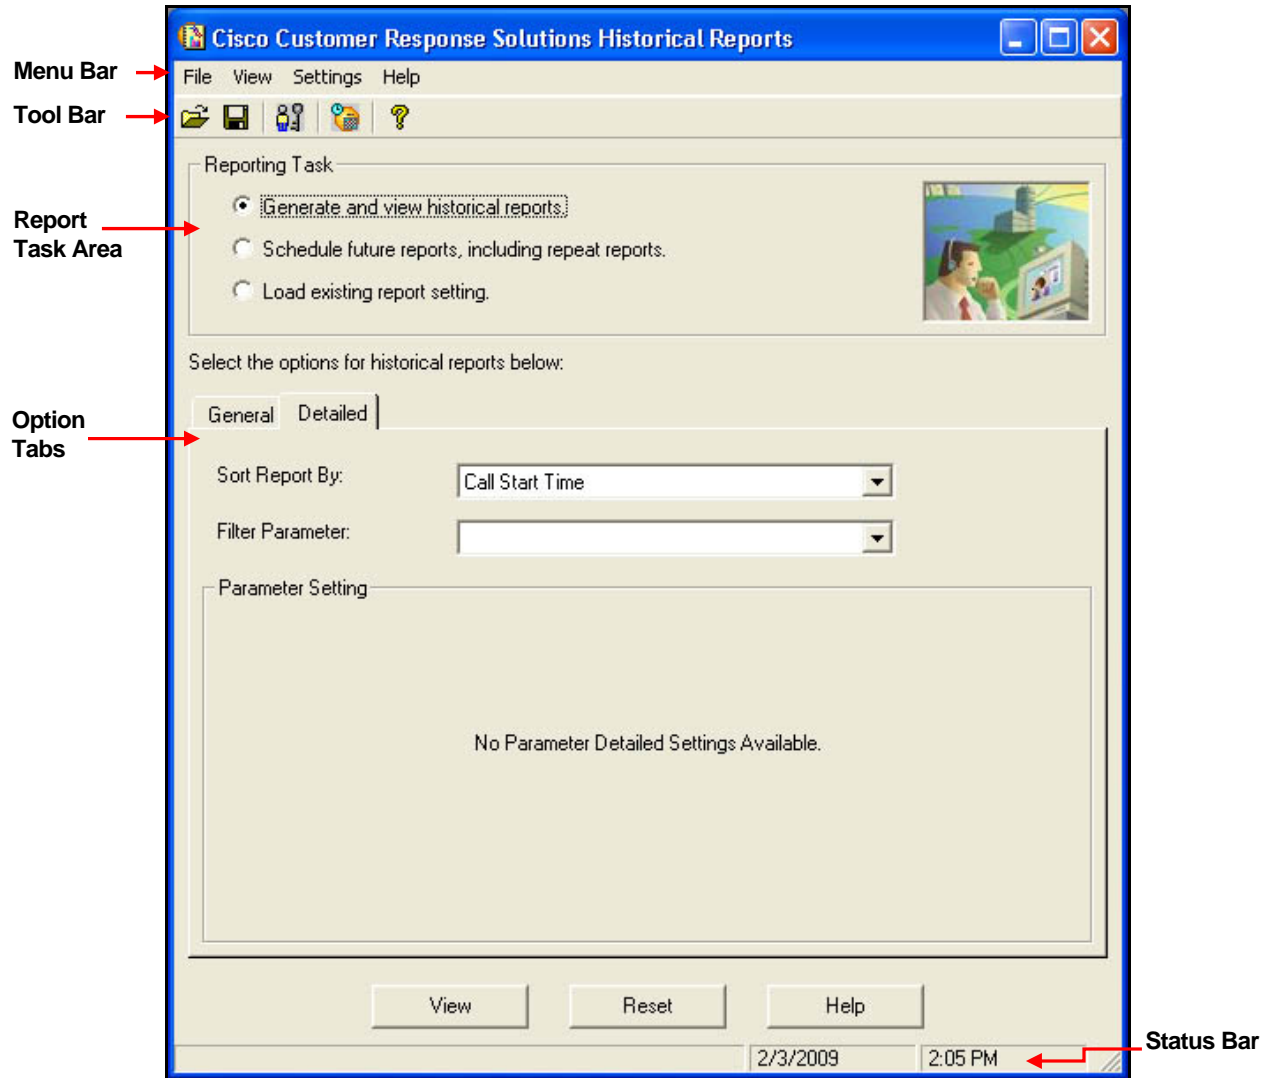 Cisco Customer Response Solutions Historical Reports
Menu Bar
File View Settings Help
Tool Bar
Reporting Task
Generate and view historical reports.
Report
Task Area
Schedule future reports, including repeat reports.
Load existing report setting.
Select the options for historical reports below:
Option
Tabs
General Detailed
Sort Report By: Call Start Time
Filter Parameter:
Parameter Setting
No Parameter Detailed Settings Available.
View Reset Help
2/3/2009 2:05 PM
Status Bar